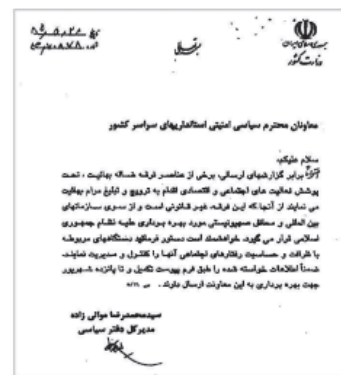 جمهوری اسلامی ایران
وزارت کشور
بسمه تعالی
معاونان محترم سیاسی امنیتی استانداریهای سراسر کشور
سلام علیکم،
برابر گزارشهای ارسالی، برخی از عناصر فرقه ضاله بهائیت ، تحت
پوشش فعالیت های اجتماعی و اقتصادی اقدام به ترویج و تبلیغ مرام بهائیت
می نمایند از آنجا که این فرقه، غیر قانونی است و از سوی سازمانهای
بین المللی و محافل صهیونیستی مورد بهره برداری علیه نظام جمهوری
اسلامی قرار می گیرد، خواهشمند است دستور فرمائید دستگاههای مربوطه
با ظرافت و حساسیت رفتارهای اجتماعی آنها را کنترل و مدیریت نمایند.
ضمناً اطلاعات خواسته شده را طبق فرم پیوست تکمیل و تا پانزده شهریور
جهت بهره برداری به این معاونت ارسال دارند .
سیدمحمدرضا موالی زاده
مدیرکل دفتر سیاسی